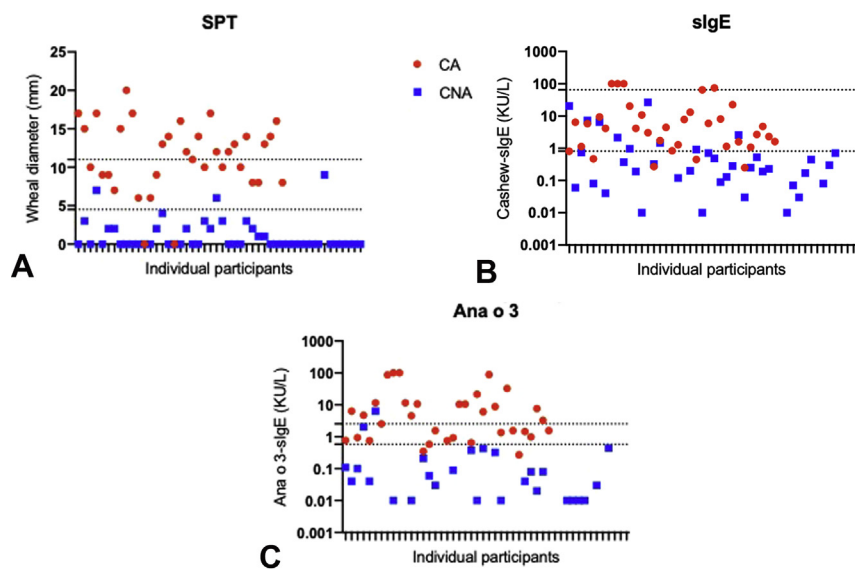 SPT
25
20
15
10
5
0
Wheal diameter (mm)
Individual participants
A
CA
CNA
sIgE
1000
100
10
1
0.1
0.01
0.001
Cashew-sIgE (KU/L)
Individual participants
B
Ana o 3
1000
100
10
1
0.1
0.01
0.001
Ana o 3-sIgE (KU/L)
Individual participants
C